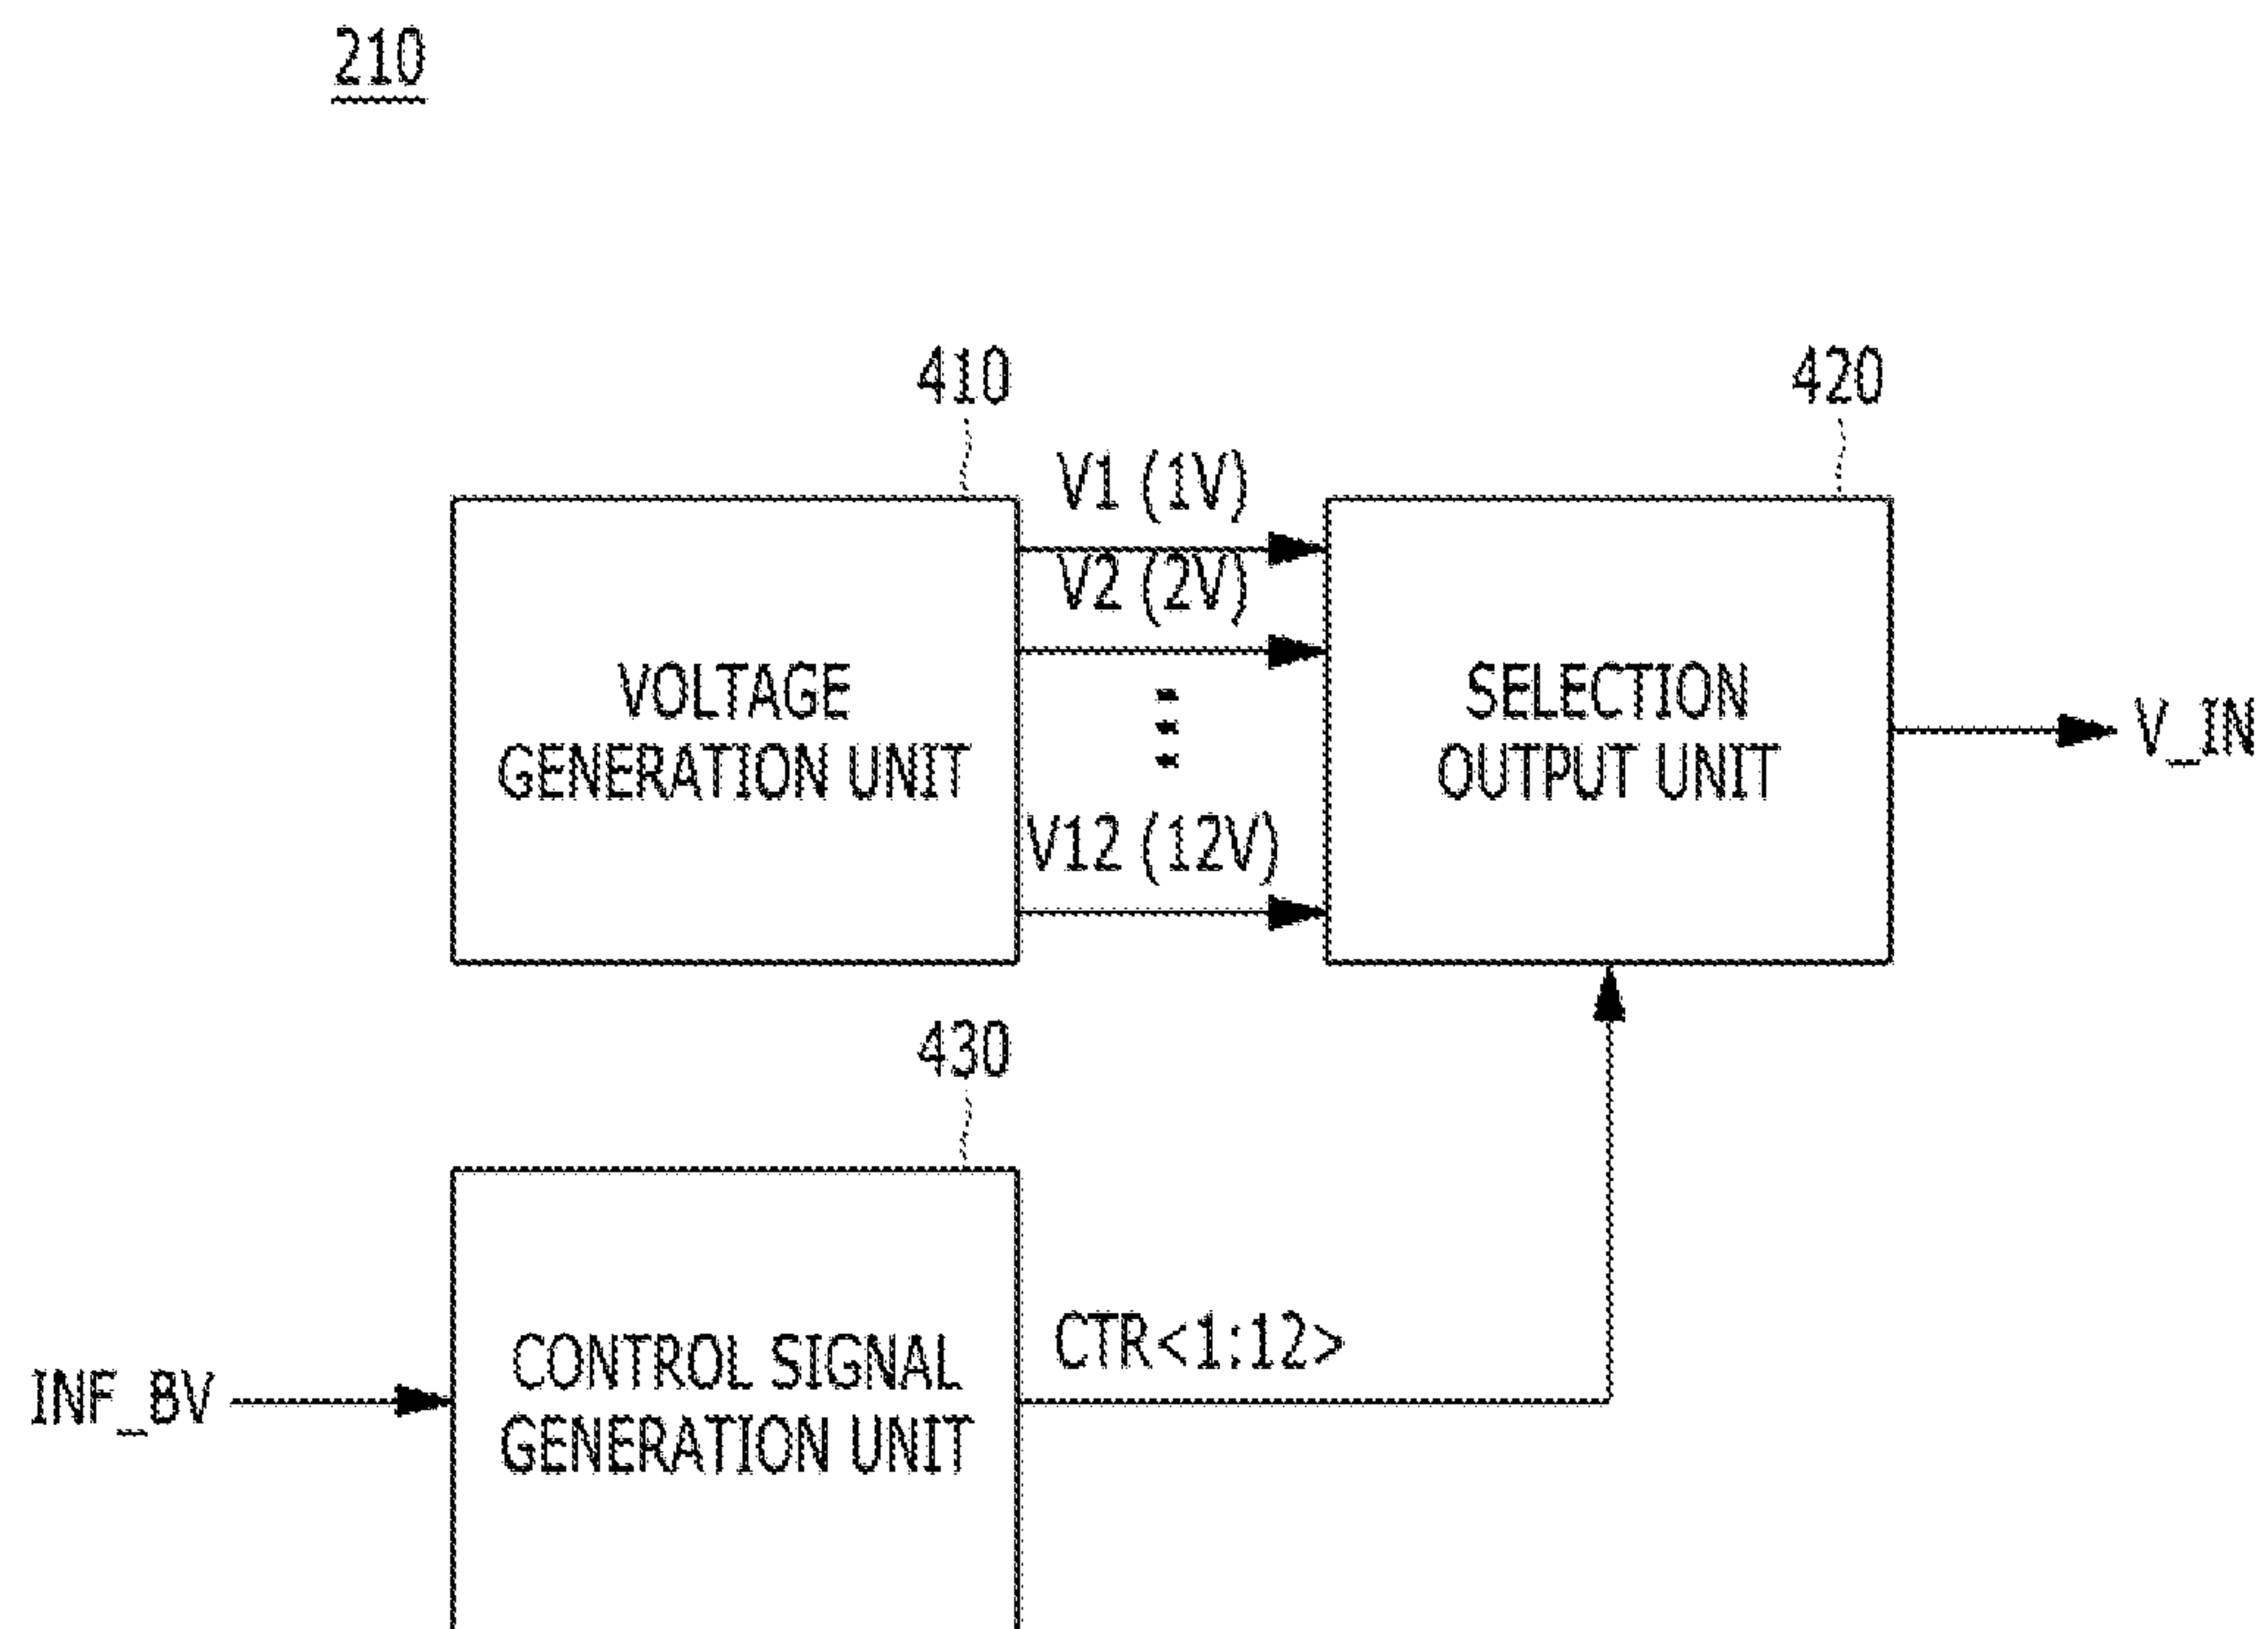 210
410
420
V1 (1V)
V2 (2V)
VOLTAGE
GENERATION UNIT
SELECTION
OUTPUT UNIT
V_IN
V12 (12V)
430
CTR<1:12>
INF_BV
CONTROL SIGNAL
GENERATION UNIT